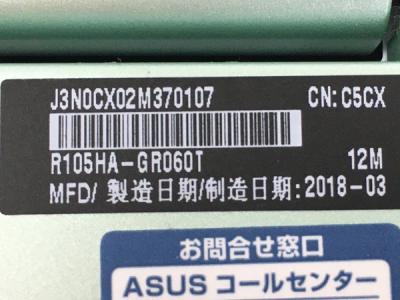 J3N0CX02M370107 CN: C5CX
R105HA-GR060T 12M
MFD/ 製造日期/制造日期: 2018-03
お問合せ窓口
ASUS コールセンター